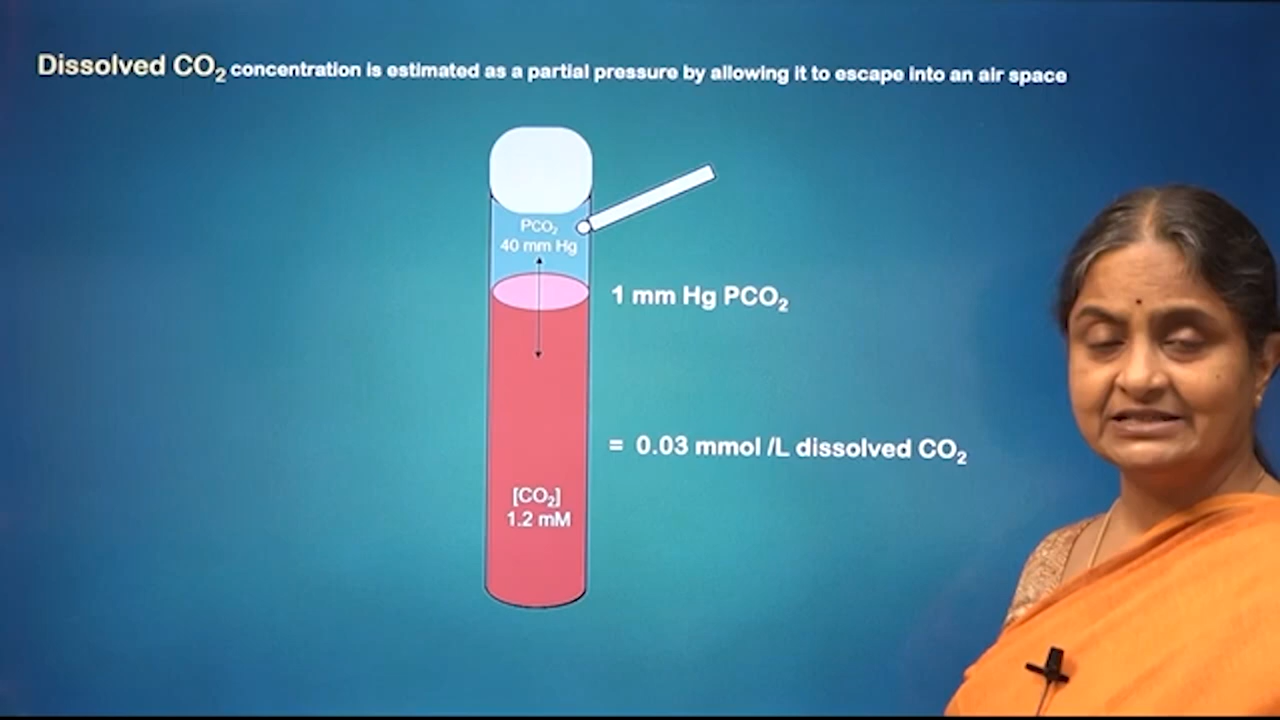 Dissolved CO₂ concentration is estimated as a partial pressure by allowing it to escape into an air space
PCO₂
40 mm Hg
1 mm Hg PCO₂
= 0.03 mmol /L dissolved CO₂
[CO₂]
1.2 mM